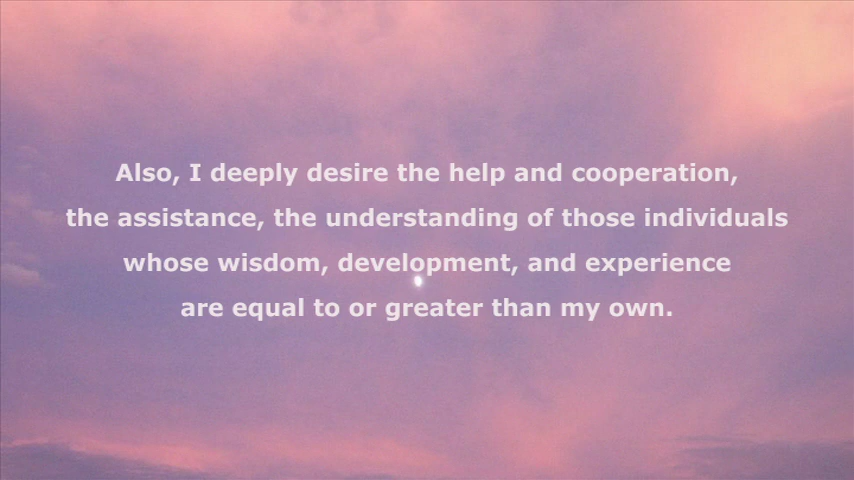 Also, I deeply desire the help and cooperation,
the assistance, the understanding of those individuals
whose wisdom, development, and experience
are equal to or greater than my own.